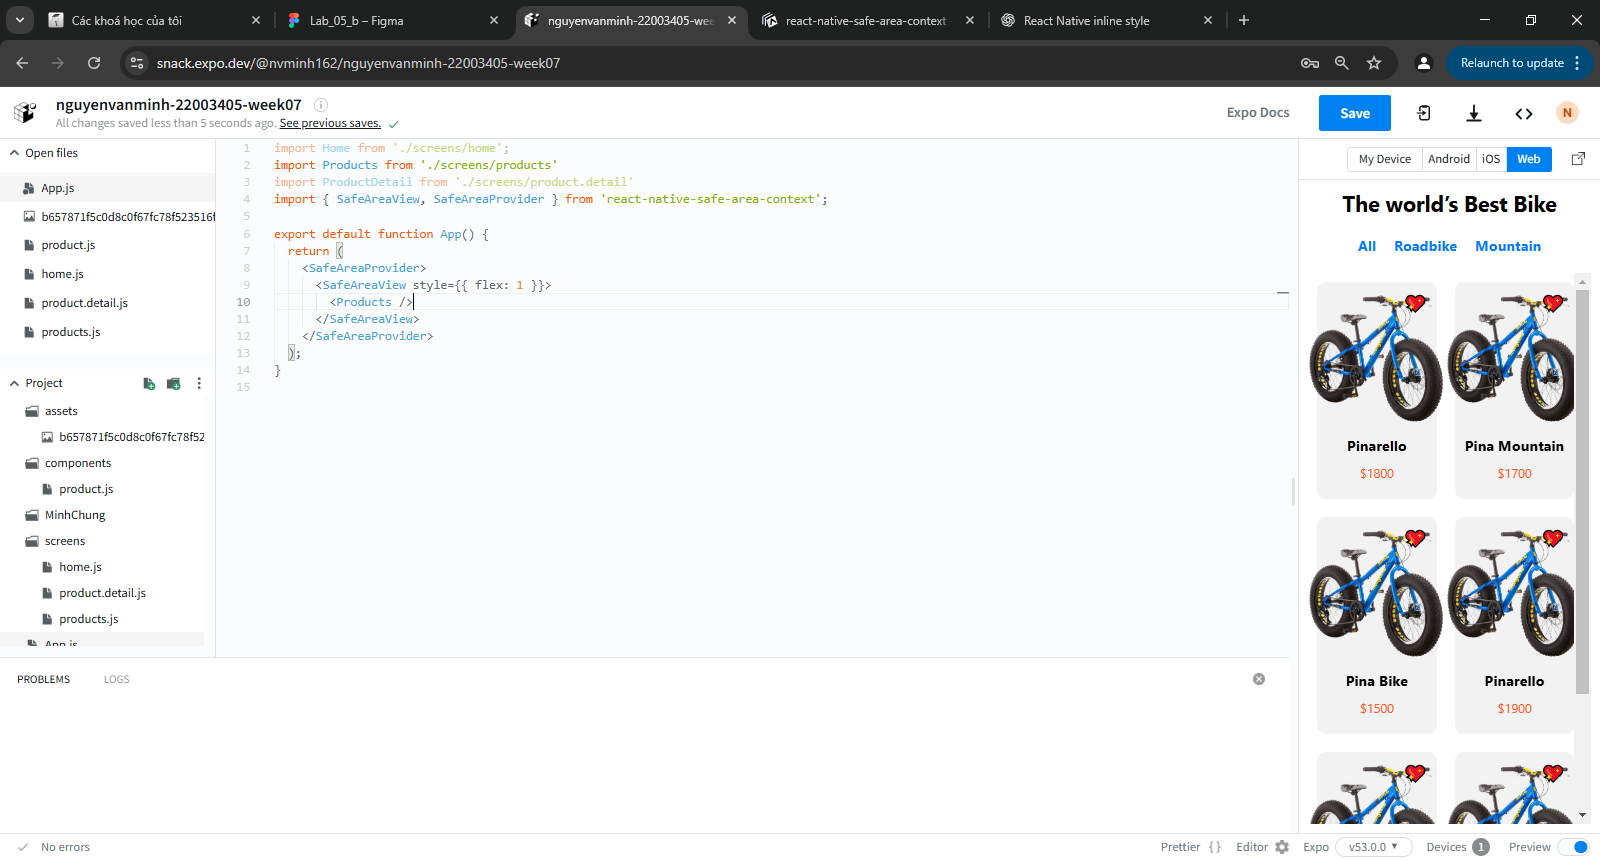 Các khoá học của tôi
Lab_05_b – Figma
nguyenvanminh-22003405-wee
react-native-safe-area-context
React Native inline style
snack.expo.dev/@nvminh162/nguyenvanminh-22003405-week07
Relaunch to update
nguyenvanminh-22003405-week07
All changes saved less than 5 seconds ago. See previous saves.
Expo Docs
Save
N
Open files
App.js
b657871f5c0d8c0f67fc78f523516f
product.js
home.js
product.detail.js
products.js
Project
assets
b657871f5c0d8c0f67fc78f52
components
product.js
MinhChung
screens
home.js
product.detail.js
products.js
App.js
1 import Home from './screens/home';
2 import Products from './screens/products'
3 import ProductDetail from './screens/product.detail'
4 import { SafeAreaView, SafeAreaProvider } from 'react-native-safe-area-context';
5
6 export default function App() {
7 return (
8 <SafeAreaProvider>
9 <SafeAreaView style={{ flex: 1 }}>
10 <Products />
11 </SafeAreaView>
12 </SafeAreaProvider>
13 );
14 }
15
My Device Android iOS Web
The world’s Best Bike
All Roadbike Mountain
Pinarello
$1800
Pina Mountain
$1700
Pina Bike
$1500
Pinarello
$1900
PROBLEMS LOGS
No errors
Prettier { } Editor Expo v53.0.0 Devices 1 Preview